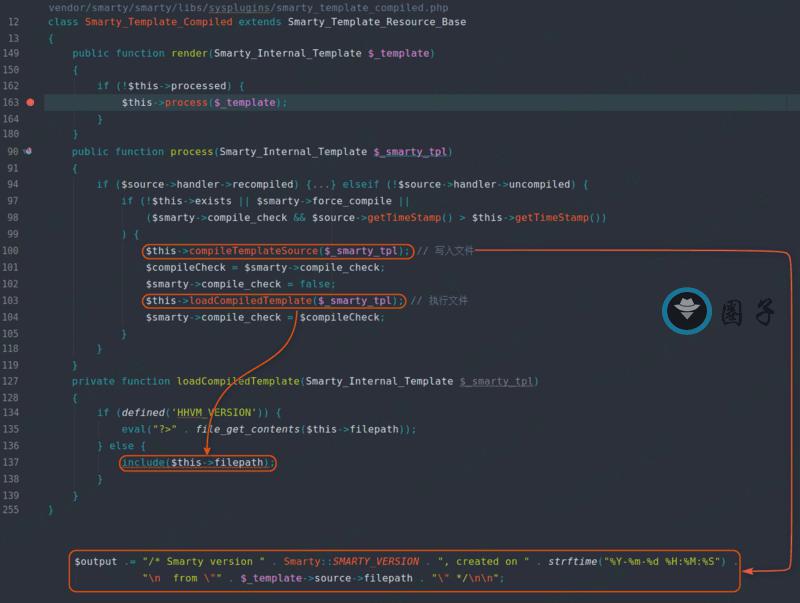 vendor/smarty/smarty/libs/sysplugins/smarty_template_compiled.php
12 class Smarty_Template_Compiled extends Smarty_Template_Resource_Base
13 {
149 public function render(Smarty_Internal_Template $_template)
150 {
162 if (!$this->processed) {
163 $this->process($_template);
164 }
180 }
90 public function process(Smarty_Internal_Template $_smarty_tpl)
91 {
94 if ($source->handler->recompiled) {...} elseif (!$source->handler->uncompiled) {
97 if (!$this->exists || $smarty->force_compile ||
98 ($smarty->compile_check && $source->getTimeStamp() > $this->getTimeStamp())
99 ) {
100 $this->compileTemplateSource($_smarty_tpl); // 写入文件
101 $compileCheck = $smarty->compile_check;
102 $smarty->compile_check = false;
103 $this->loadCompiledTemplate($_smarty_tpl); // 执行文件
104 $smarty->compile_check = $compileCheck;
105 }
118 }
119 }
127 private function loadCompiledTemplate(Smarty_Internal_Template $_smarty_tpl)
128 {
134 if (defined('HHVM_VERSION')) {
135 eval("?>" . file_get_contents($this->filepath));
136 } else {
137 include($this->filepath);
138 }
139 }
255 }
圈子
$output .= "/* Smarty version " . Smarty::SMARTY_VERSION . ", created on " . strftime("%Y-%m-%d %H:%M:%S") .
"\n from \"" . $_template->source->filepath . "\" */\n\n";